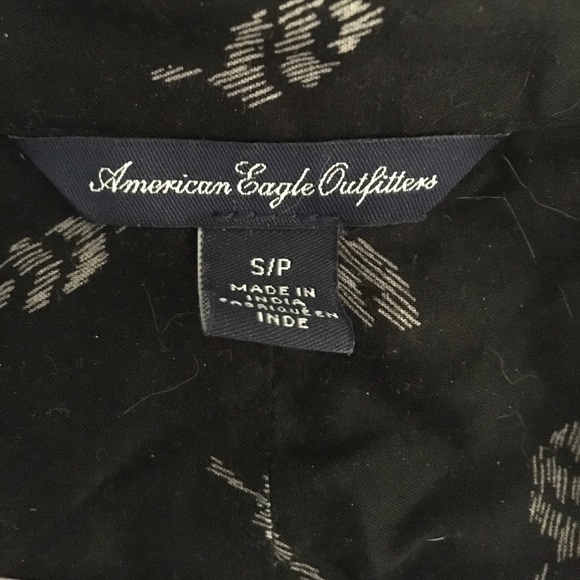 American Eagle Outfitters
S/P
MADE IN
INDIA
FABRIQUÉ EN
INDE